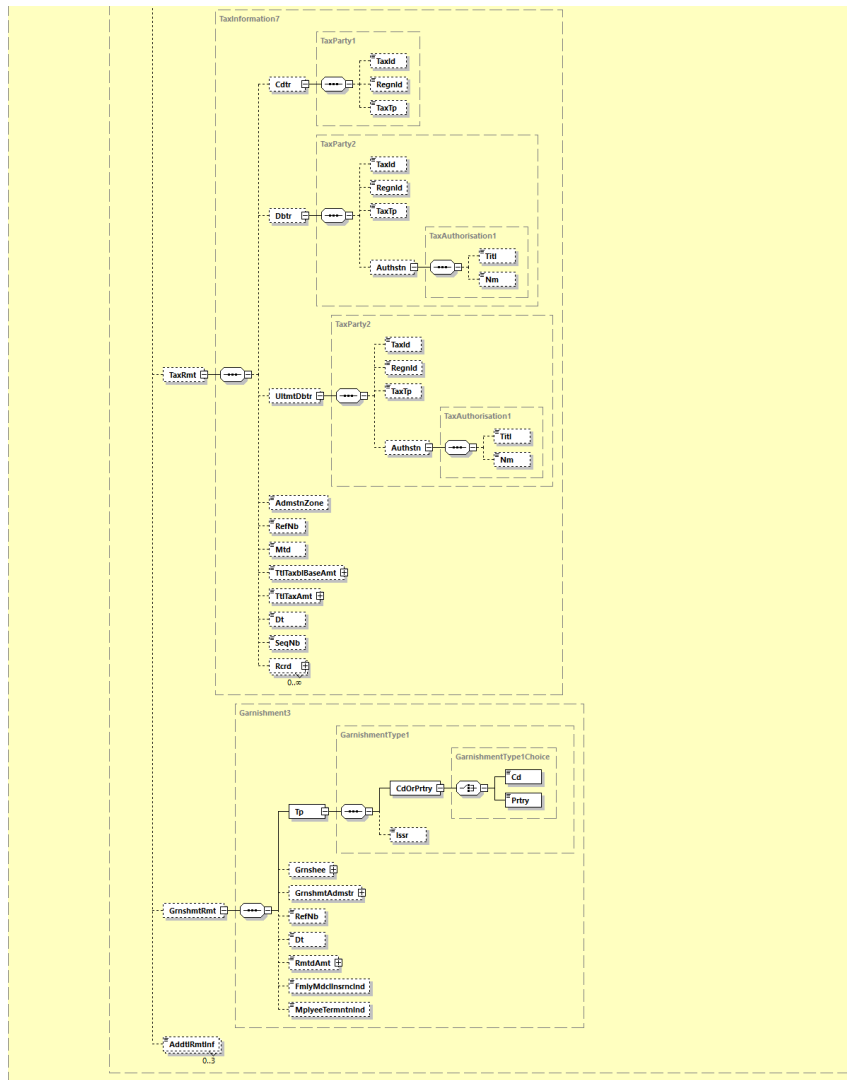 TaxInformation7
TaxParty1
TaxId
Cdtr
RegnId
TaxTp
TaxParty2
TaxId
RegnId
Dbtr
TaxTp
TaxAuthorisation1
Titl
Authstn
Nm
TaxParty2
TaxId
RegnId
TaxRmt
UltmtDbtr
TaxTp
TaxAuthorisation1
Titl
Authstn
Nm
AdmstnZone
RefNb
Mtd
TtlTaxblBaseAmt
TtlTaxAmt
Dt
SeqNb
Rcrd
0..∞
Garnishment3
GarnishmentType1
GarnishmentType1Choice
Cd
CdOrPrtry
Prtry
Tp
Issr
Grnshee
GrnshmtAdmstr
GrnshmtRmt
RefNb
Dt
RmtdAmt
FmlyMdclInsrncInd
MplyeeTermntnInd
AddtlRmtInf
0..3